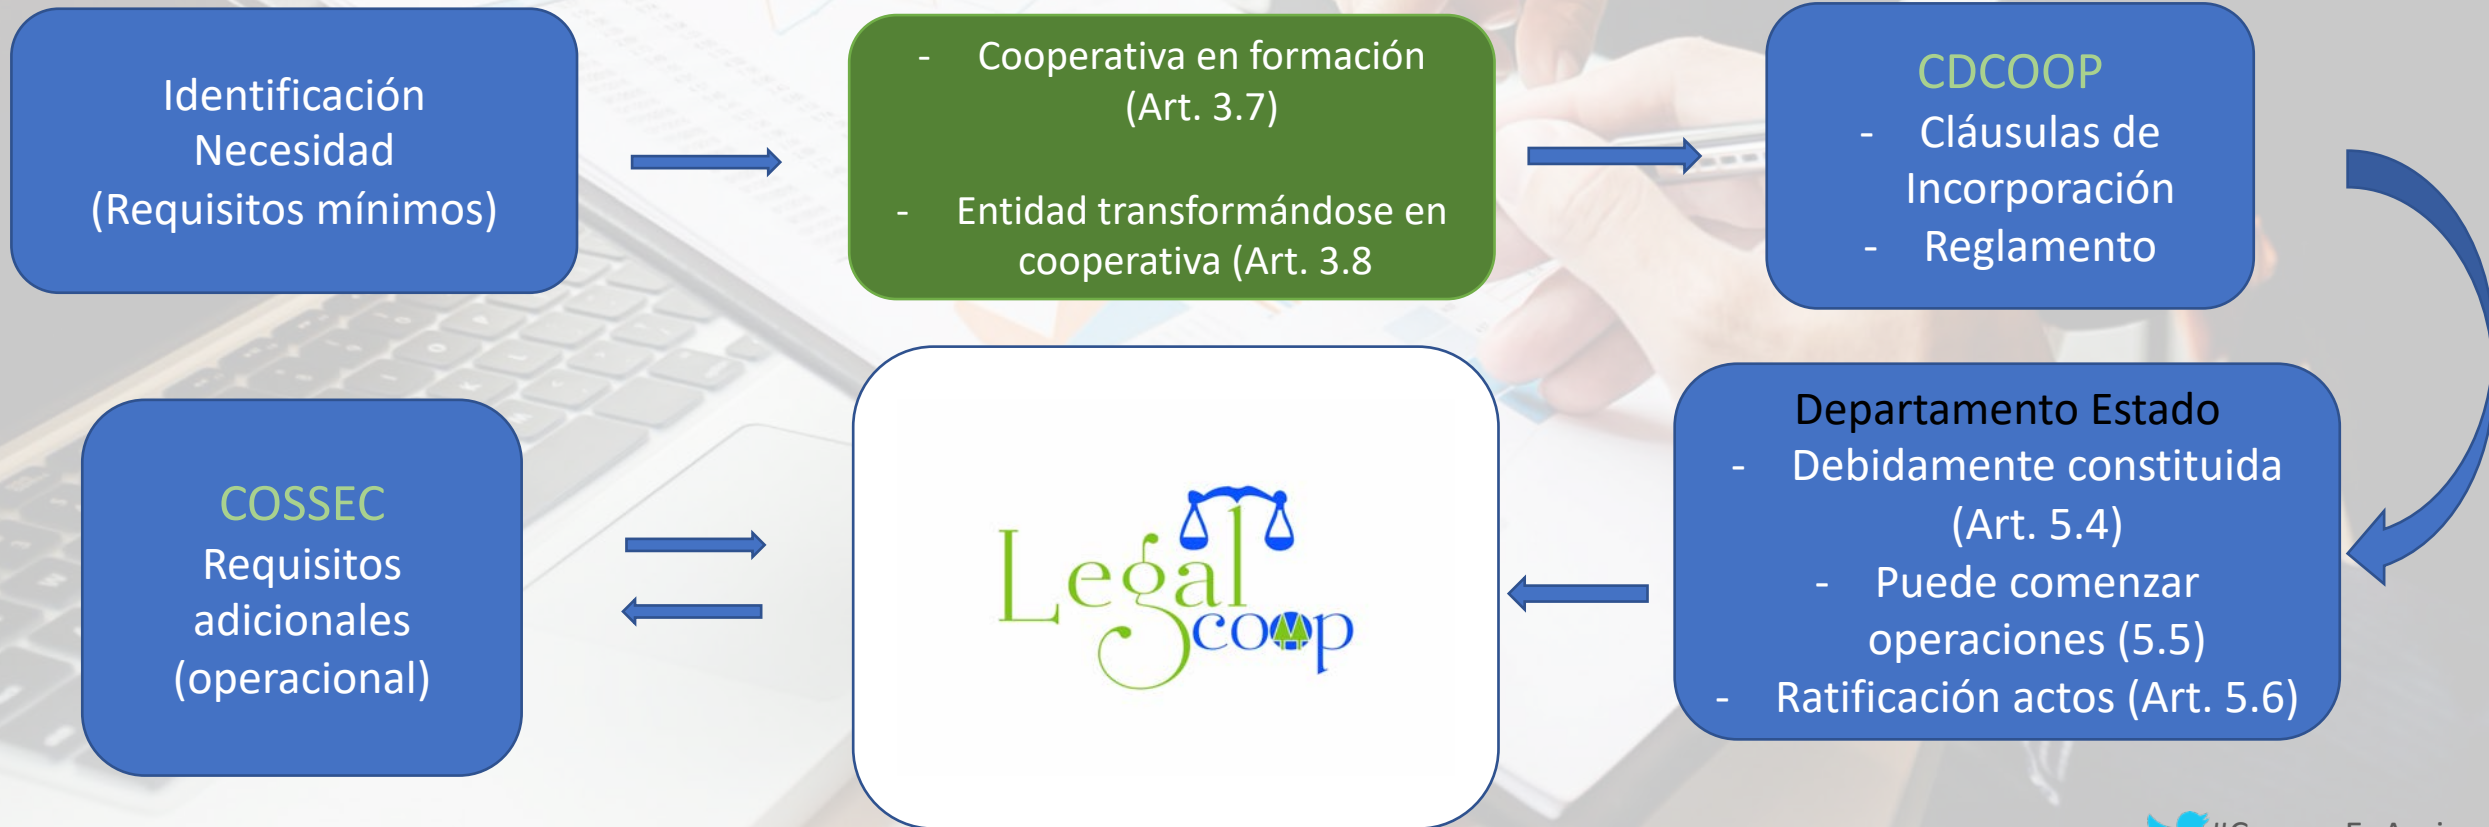 Identificación
Necesidad
(Requisitos mínimos)
- Cooperativa en formación
(Art. 3.7)
- Entidad transformándose en
cooperativa (Art. 3.8
CDCOOP
- Cláusulas de
Incorporación
- Reglamento
Departamento Estado
- Debidamente constituida
(Art. 5.4)
- Puede comenzar
operaciones (5.5)
- Ratificación actos (Art. 5.6)
Legal
coop
COSSEC
Requisitos
adicionales
(operacional)